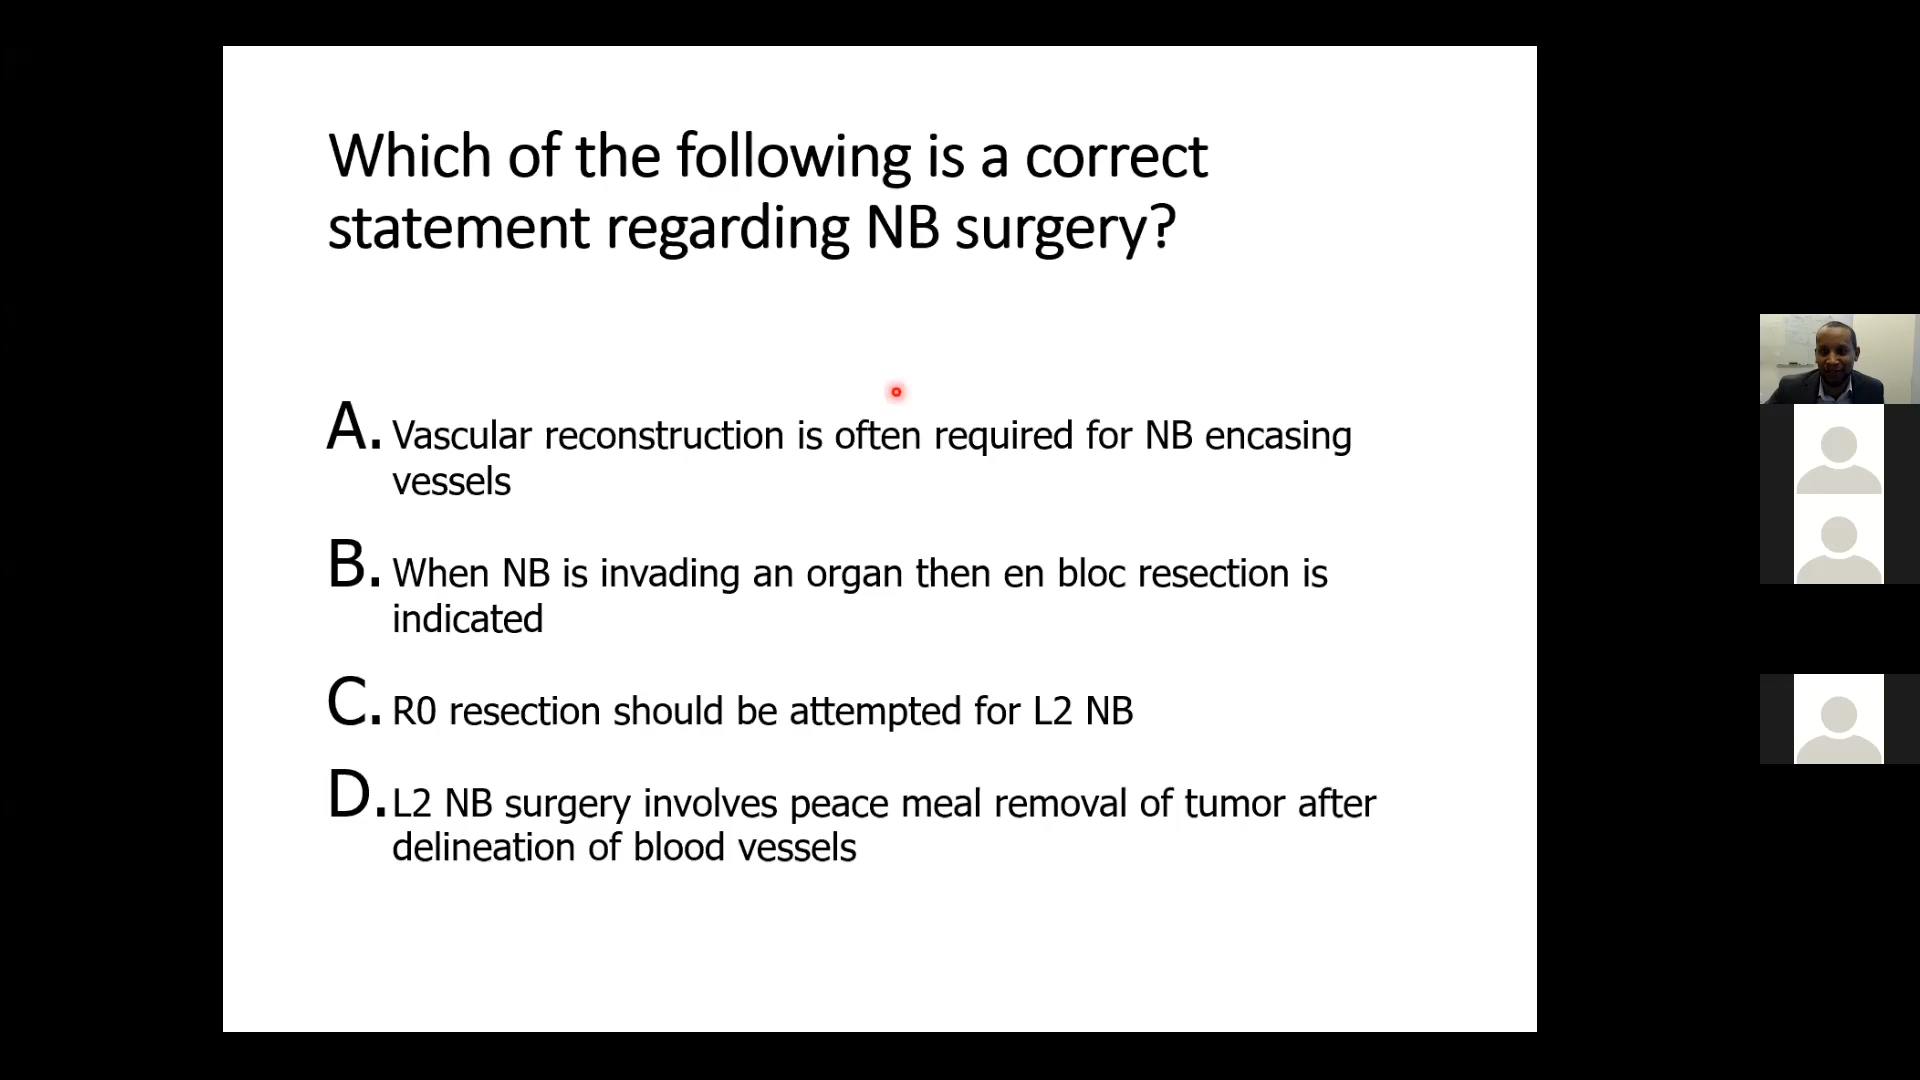 Which of the following is a correct
statement regarding NB surgery?
A. Vascular reconstruction is often required for NB encasing
vessels
B. When NB is invading an organ then en bloc resection is
indicated
C. R0 resection should be attempted for L2 NB
D. L2 NB surgery involves peace meal removal of tumor after
delineation of blood vessels